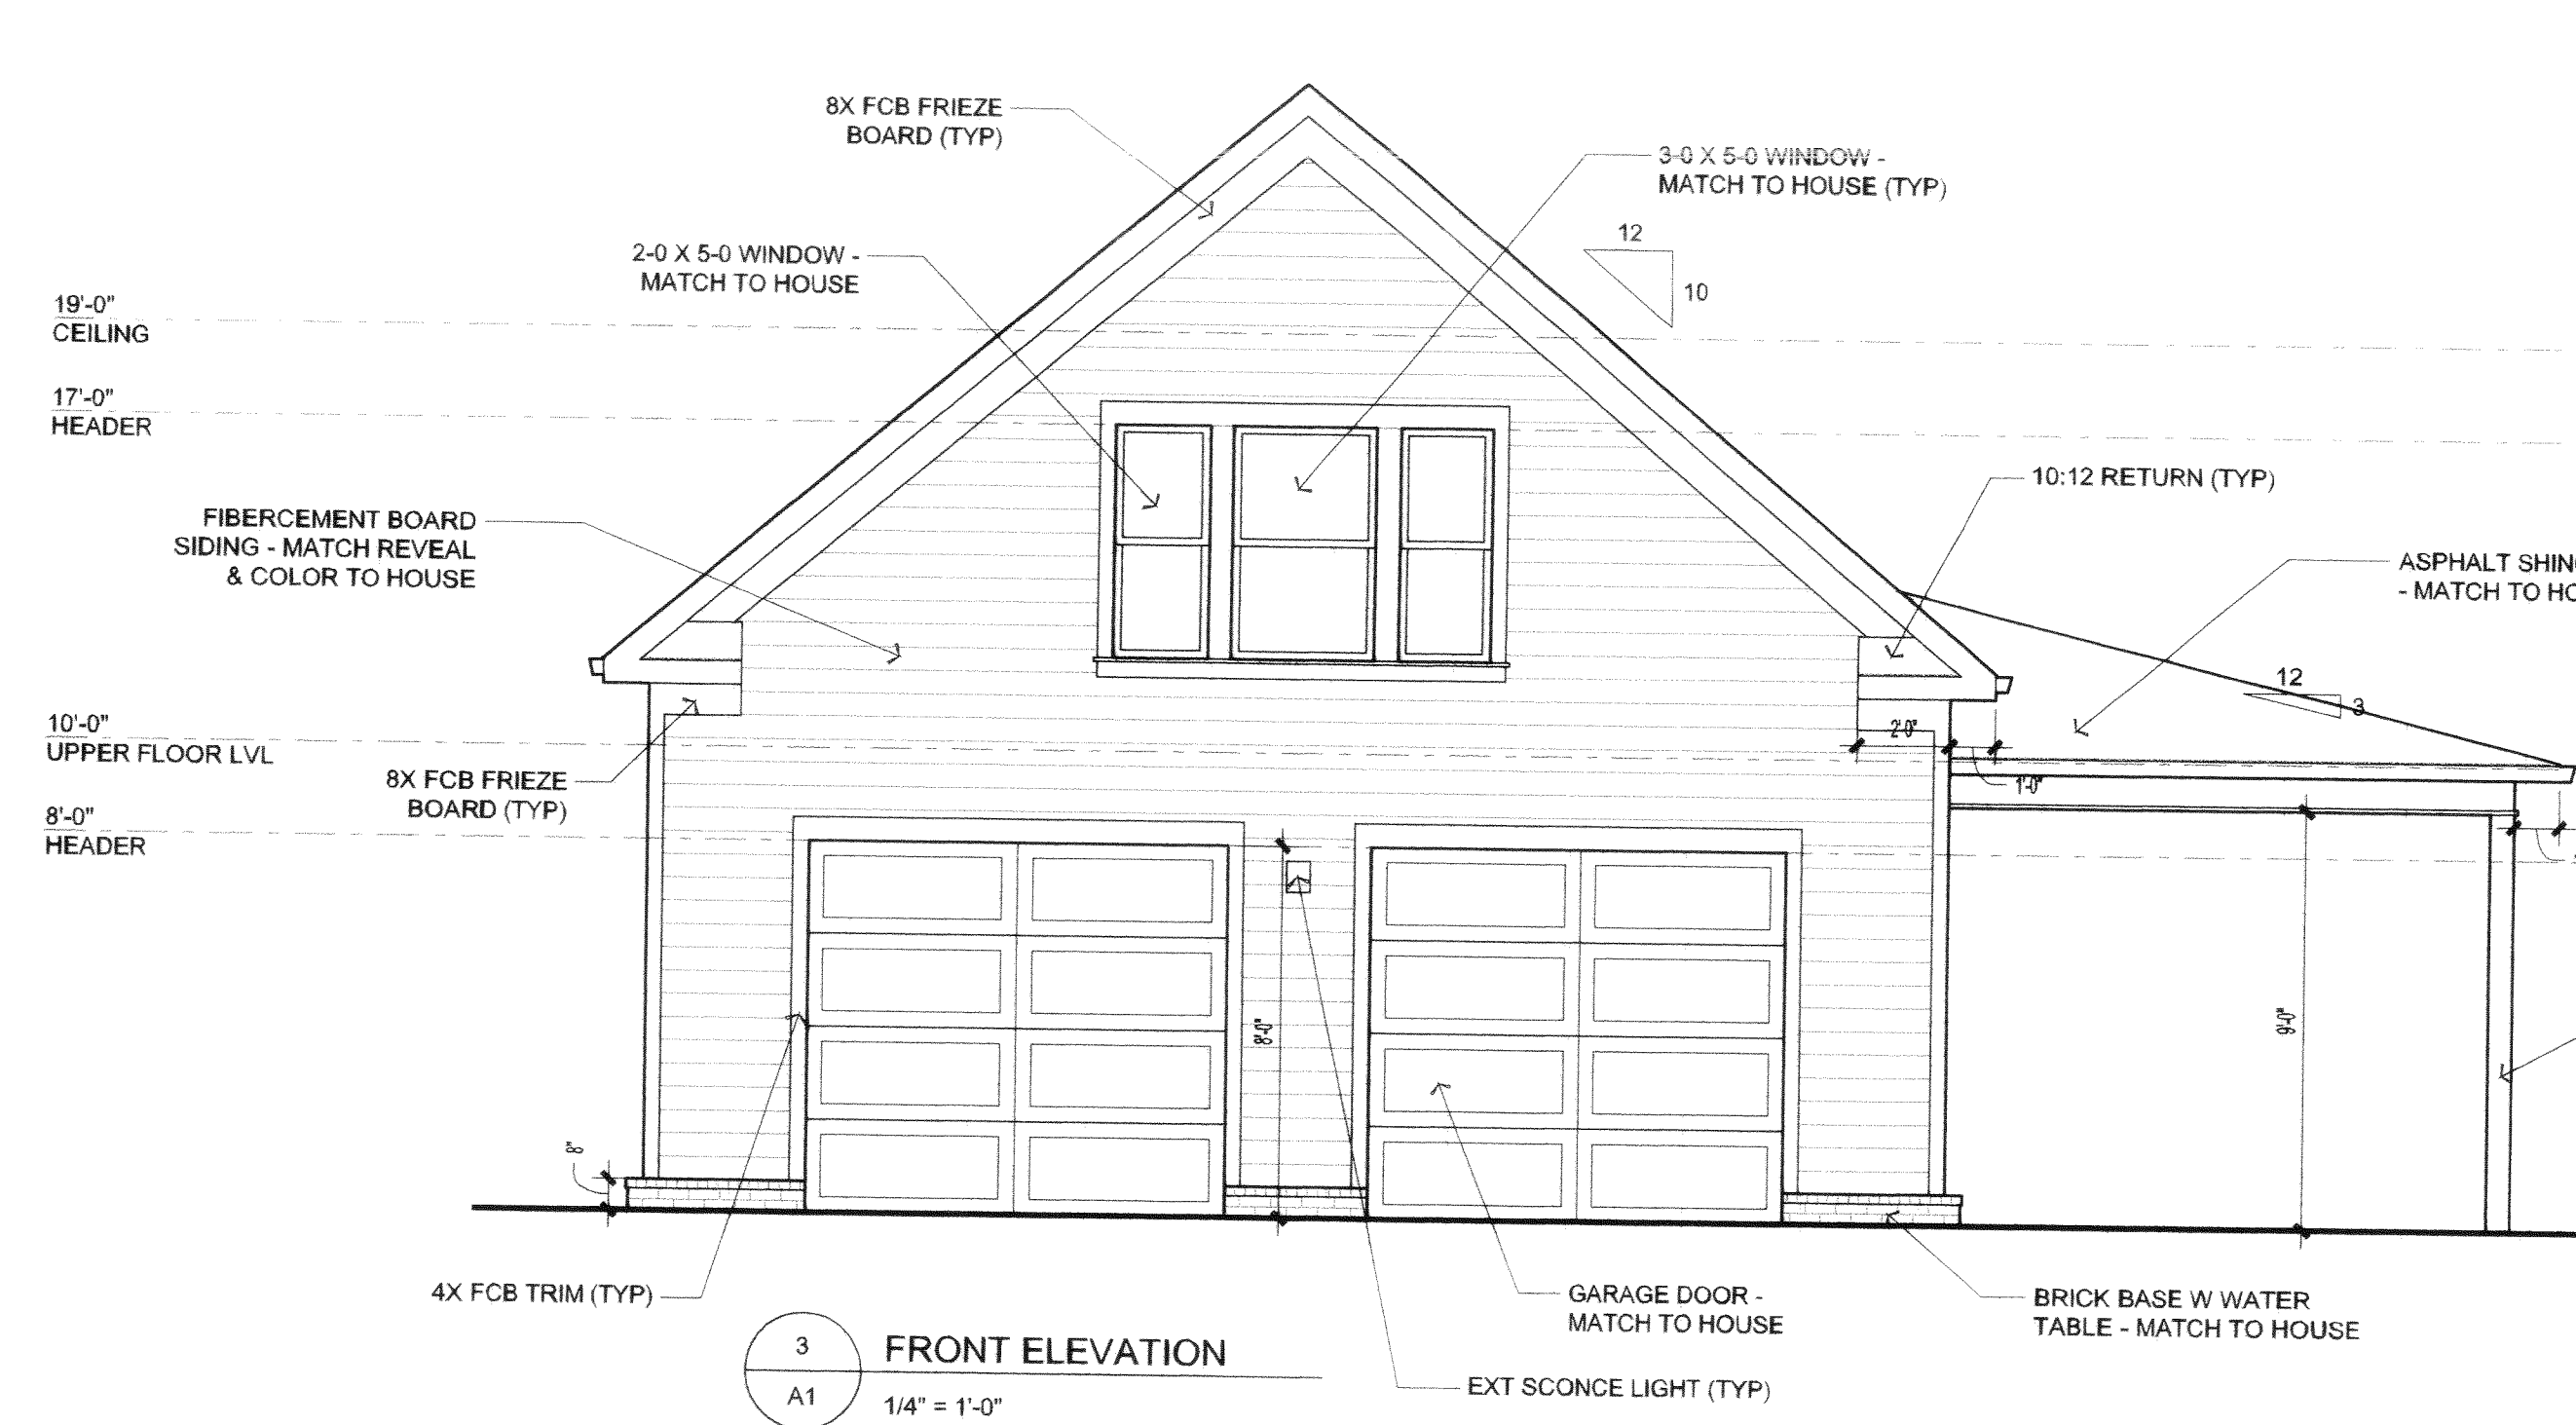 8X FCB FRIEZE
BOARD (TYP)
3-0 X 5-0 WINDOW -
MATCH TO HOUSE (TYP)
12
10
2-0 X 5-0 WINDOW -
MATCH TO HOUSE
19'-0"
CEILING
17'-0"
HEADER
10:12 RETURN (TYP)
FIBERCEMENT BOARD
SIDING - MATCH REVEAL
& COLOR TO HOUSE
ASPHALT
- MATCH TO
12
3
10'-0"
UPPER FLOOR LVL
2'-0"
1'-0"
8X FCB FRIEZE
BOARD (TYP)
8'-0"
HEADER
8'-0"
9'-0"
8"
4X FCB TRIM (TYP)
GARAGE DOOR -
MATCH TO HOUSE
BRICK BASE W WATER
TABLE - MATCH TO HOUSE
EXT SCONCE LIGHT (TYP)
3
A1
FRONT ELEVATION
1/4" = 1'-0"